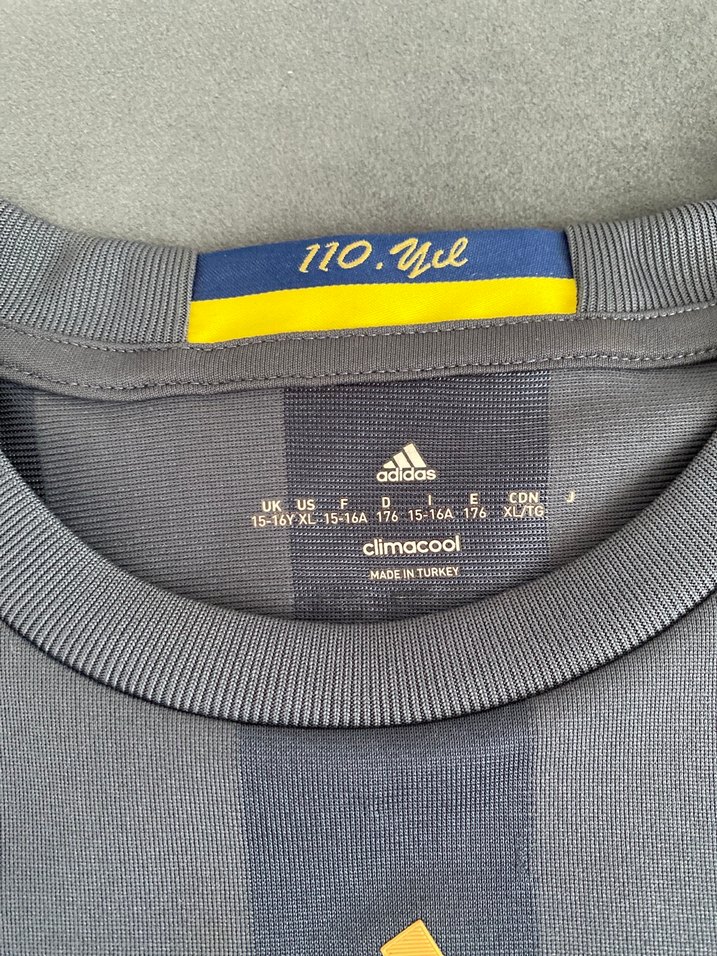 110.Yıl
adidas
UK US F D I E CDN J
15-16Y XL 15-16A 176 15-16A 176 XL/TG
climacool
MADE IN TURKEY